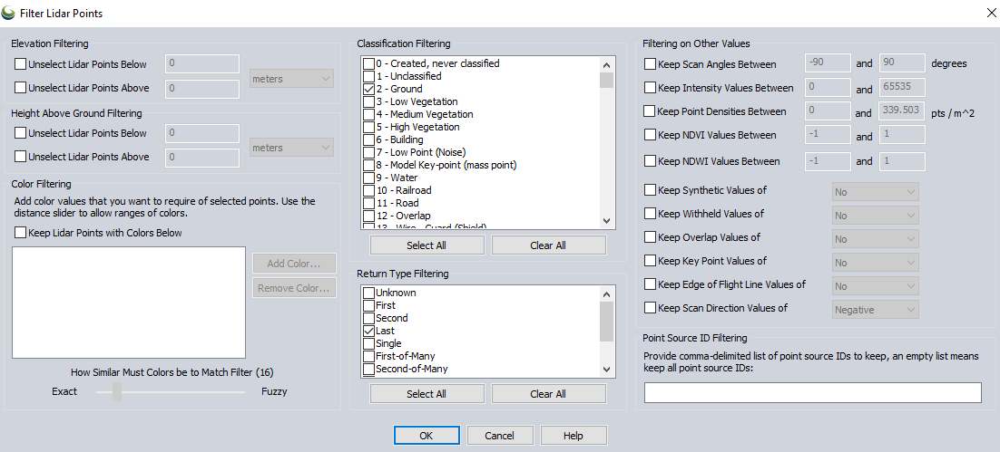 Filter Lidar Points
Elevation Filtering
Unselect Lidar Points Below 0
Unselect Lidar Points Above 0
meters
Height Above Ground Filtering
Unselect Lidar Points Below 0
Unselect Lidar Points Above 0
meters
Color Filtering
Add color values that you want to require of selected points. Use the
distance slider to allow ranges of colors.
Keep Lidar Points with Colors Below
Add Color...
Remove Color...
How Similar Must Colors be to Match Filter (16)
Exact Fuzzy
Classification Filtering
0 - Created, never classified
1 - Unclassified
2 - Ground
3 - Low Vegetation
4 - Medium Vegetation
5 - High Vegetation
6 - Building
7 - Low Point (Noise)
8 - Model Key-point (mass point)
9 - Water
10 - Railroad
11 - Road
12 - Overlap
13 - Wire - Guard (Shield)
Select All Clear All
Return Type Filtering
Unknown
First
Second
Last
Single
First-of-Many
Second-of-Many
Select All Clear All
Filtering on Other Values
Keep Scan Angles Between -90 and 90 degrees
Keep Intensity Values Between 0 and 65535
Keep Point Densities Between 0 and 339.503 pts / m^2
Keep NDVI Values Between -1 and 1
Keep NDWI Values Between -1 and 1
Keep Synthetic Values of No
Keep Withheld Values of No
Keep Overlap Values of No
Keep Key Point Values of No
Keep Edge of Flight Line Values of No
Keep Scan Direction Values of Negative
Point Source ID Filtering
Provide comma-delimited list of point source IDs to keep, an empty list means
keep all point source IDs:
OK Cancel Help